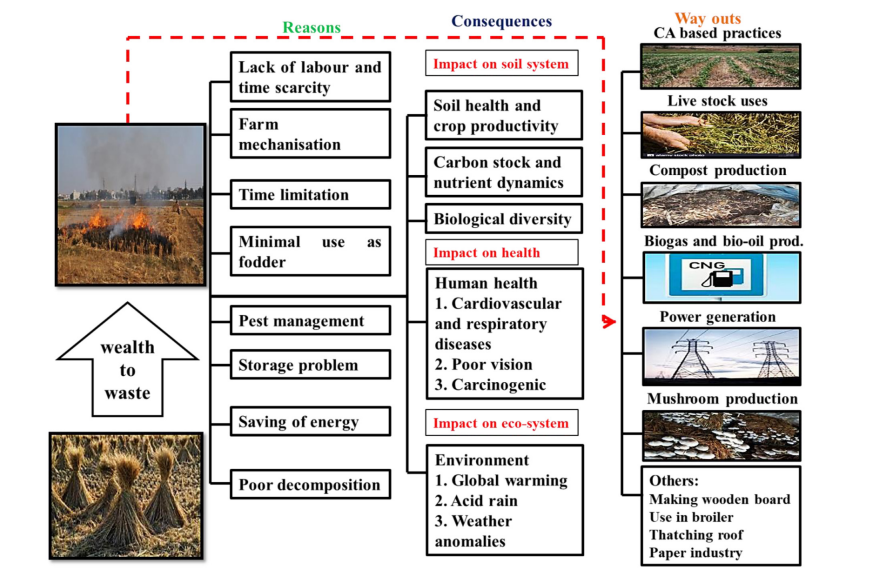 Reasons
Lack of labour and
time scarcity
Farm
mechanisation
Time limitation
Minimal use as
fodder
Pest management
Storage problem
Saving of energy
Poor decomposition
wealth
to
waste
Consequences
Impact on soil system
Soil health and
crop productivity
Carbon stock and
nutrient dynamics
Biological diversity
Impact on health
Human health
1. Cardiovascular
and respiratory
diseases
2. Poor vision
3. Carcinogenic
Impact on eco-system
Environment
1. Global warming
2. Acid rain
3. Weather
anomalies
Way outs
CA based practices
Live stock uses
Compost production
Biogas and bio-oil prod.
CNG
Power generation
Mushroom production
Others:
Making wooden board
Use in broiler
Thatching roof
Paper industry